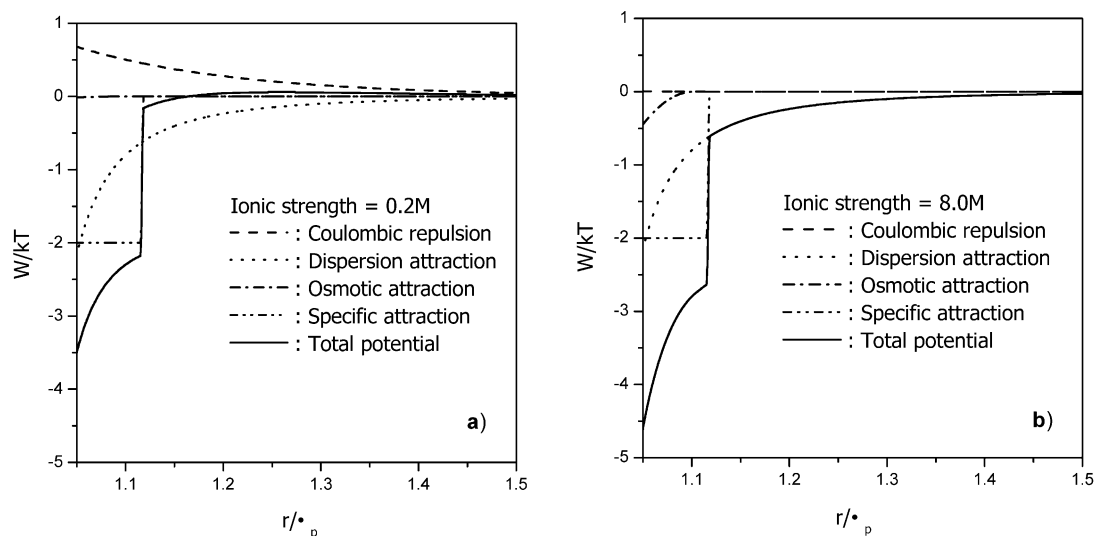 1
0
-1
-2
-3
-4
-5
W/kT
Ionic strength = 0.2M
: Coulombic repulsion
: Dispersion attraction
: Osmotic attraction
: Specific attraction
: Total potential
a)
1.1 1.2 1.3 1.4 1.5
r/• p
1
0
-1
-2
-3
-4
-5
W/kT
Ionic strength = 8.0M
: Coulombic repulsion
: Dispersion attraction
: Osmotic attraction
: Specific attraction
: Total potential
b)
1.1 1.2 1.3 1.4 1.5
r/• p